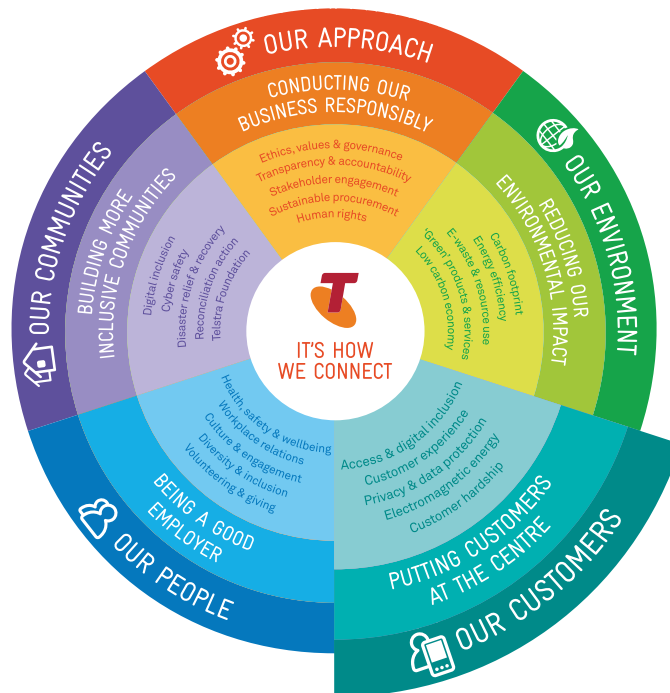 OUR APPROACH
CONDUCTING OUR
BUSINESS RESPONSIBLY
Ethics, values & governance
Transparency & accountability
Stakeholder engagement
Sustainable procurement
Human rights
OUR ENVIRONMENT
REDUCING OUR
ENVIRONMENTAL IMPACT
Carbon footprint
Energy efficiency
E-waste & resource use
'Green' products & services
Low carbon economy
OUR CUSTOMERS
PUTTING CUSTOMERS
AT THE CENTRE
Access & digital inclusion
Customer experience
Privacy & data protection
Electromagnetic energy
Customer hardship
OUR PEOPLE
BEING A GOOD
EMPLOYER
Health, safety & wellbeing
Workplace relations
Culture & engagement
Diversity & inclusion
Volunteering & giving
OUR COMMUNITIES
BUILDING MORE
INCLUSIVE COMMUNITIES
Digital inclusion
Cyber safety
Disaster relief & recovery
Reconciliation action
Telstra Foundation
T
IT'S HOW
WE CONNECT